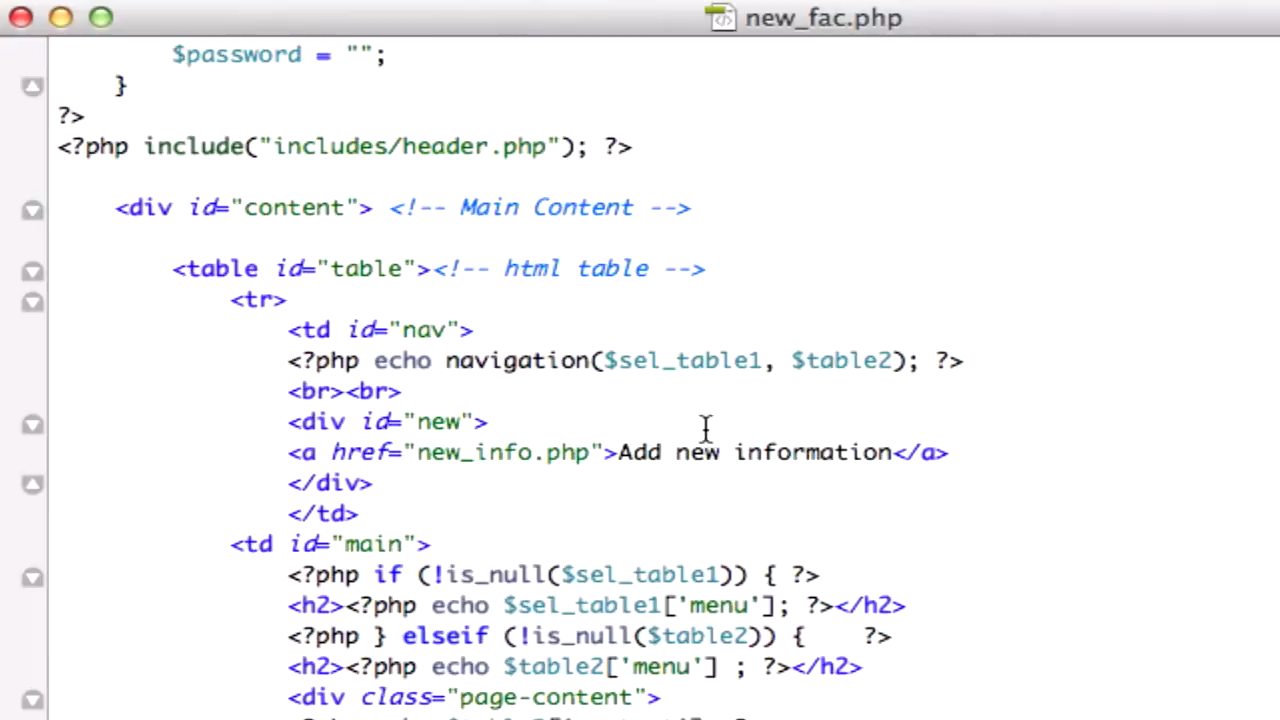 new_fac.php
$password = "";
}
?>
<?php include("includes/header.php"); ?>
<div id="content"> <!-- Main Content -->
<table id="table"><!-- html table -->
<tr>
<td id="nav">
<?php echo navigation($sel_table1, $table2); ?>
<br><br>
<div id="new">
<a href="new_info.php">Add new information</a>
</div>
</td>
<td id="main">
<?php if (!is_null($sel_table1)) { ?>
<h2><?php echo $sel_table1['menu']; ?></h2>
<?php } elseif (!is_null($table2)) {    ?>
<h2><?php echo $table2['menu'] ; ?></h2>
<div class="page-content">